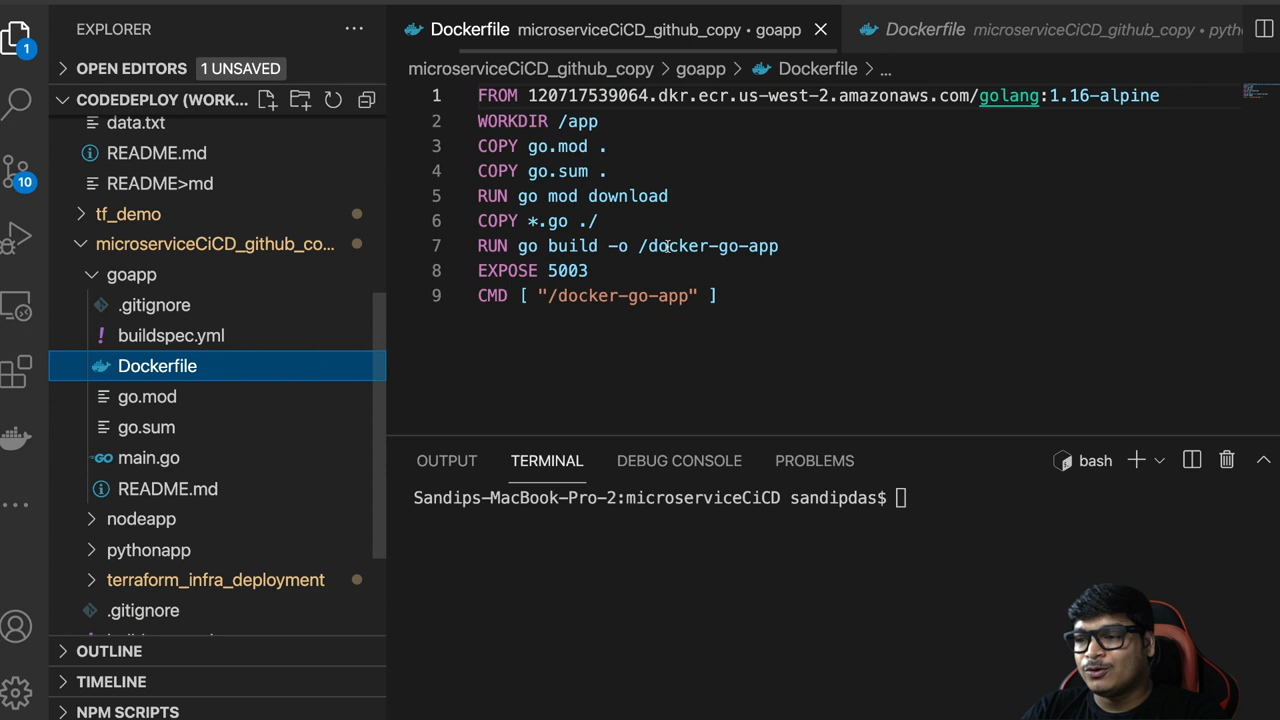 EXPLORER
1
OPEN EDITORS 1 UNSAVED
CODEDEPLOY (WORK...
data.txt
README.md
README>md
10
tf_demo
microserviceCiCD_github_co...
goapp
.gitignore
buildspec.yml
Dockerfile
go.mod
go.sum
main.go
README.md
nodeapp
pythonapp
terraform_infra_deployment
.gitignore
OUTLINE
TIMELINE
NPM SCRIPTS
Dockerfile microserviceCiCD_github_copy • goapp
Dockerfile microserviceCiCD_github_copy •
microserviceCiCD_github_copy > goapp > Dockerfile > ...
1 FROM 120717539064.dkr.ecr.us-west-2.amazonaws.com/golang:1.16-alpine
2 WORKDIR /app
3 COPY go.mod .
4 COPY go.sum .
5 RUN go mod download
6 COPY *.go ./
7 RUN go build -o /docker-go-app
8 EXPOSE 5003
9 CMD [ "/docker-go-app" ]
OUTPUT TERMINAL DEBUG CONSOLE PROBLEMS
bash
Sandips-MacBook-Pro-2:microserviceCiCD sandipdas$